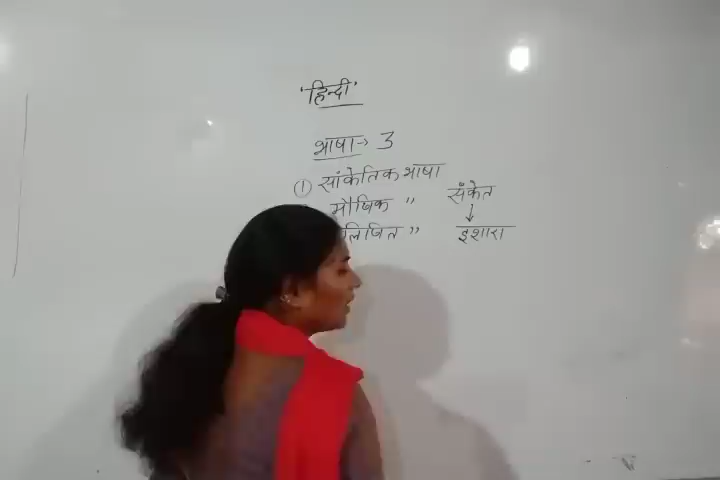 'हिन्दी'
भाषा → 3
① सांकेतिक भाषा
मौखिक "
लिखित "
संकेत
↓
इशारा